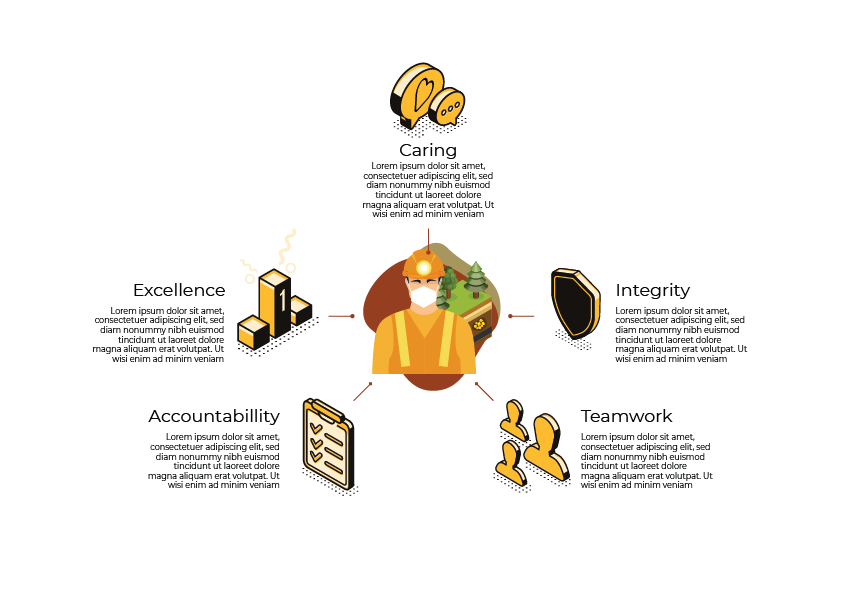 Caring
Lorem ipsum dolor sit amet,
consectetuer adipiscing elit, sed
diam nonummy nibh euismod
tincidunt ut laoreet dolore
magna aliquam erat volutpat. Ut
wisi enim ad minim veniam
Excellence
Lorem ipsum dolor sit amet,
consectetuer adipiscing elit, sed
diam nonummy nibh euismod
tincidunt ut laoreet dolore
magna aliquam erat volutpat. Ut
wisi enim ad minim veniam
1
Integrity
Lorem ipsum dolor sit amet,
consectetuer adipiscing elit, sed
diam nonummy nibh euismod
tincidunt ut laoreet dolore
magna aliquam erat volutpat. Ut
wisi enim ad minim veniam
Accountabillity
Lorem ipsum dolor sit amet,
consectetuer adipiscing elit, sed
diam nonummy nibh euismod
tincidunt ut laoreet dolore
magna aliquam erat volutpat. Ut
wisi enim ad minim veniam
Teamwork
Lorem ipsum dolor sit amet,
consectetuer adipiscing elit, sed
diam nonummy nibh euismod
tincidunt ut laoreet dolore
magna aliquam erat volutpat. Ut
wisi enim ad minim veniam